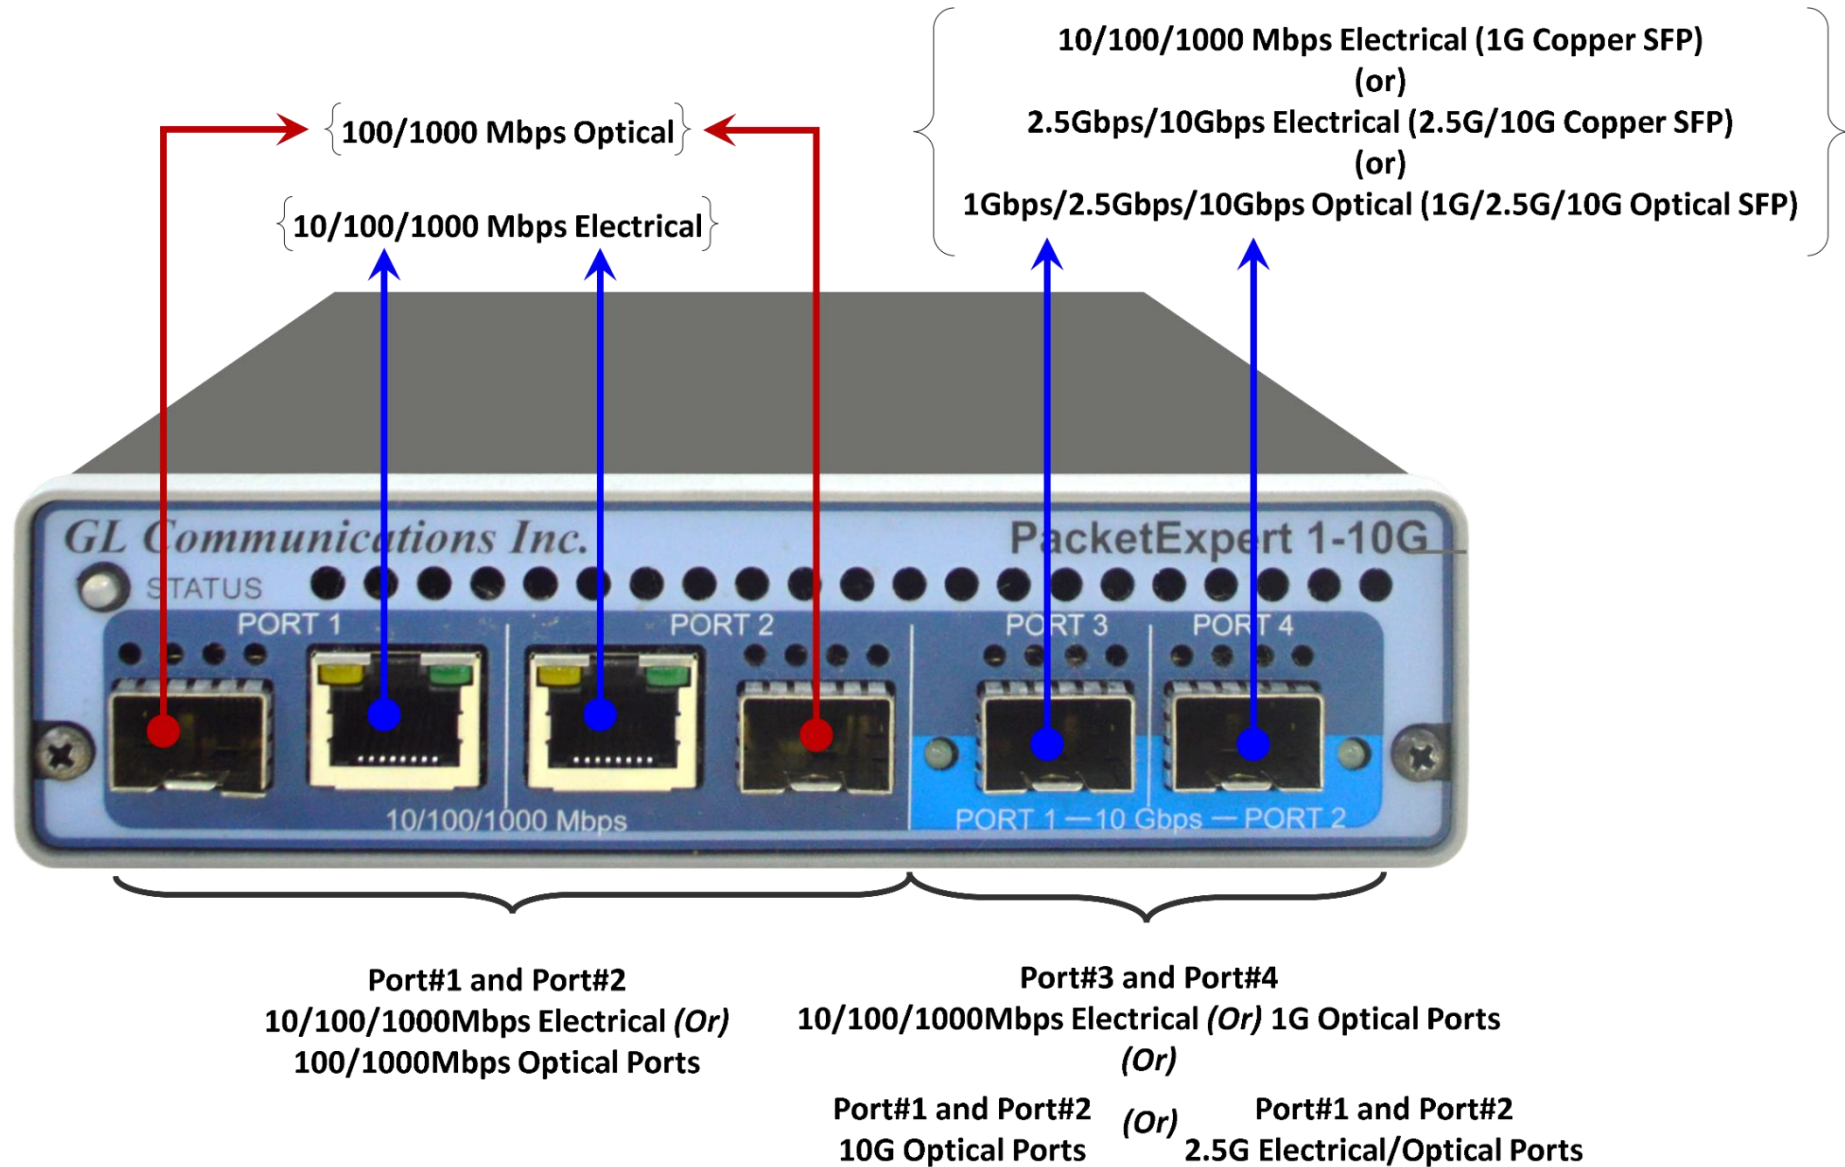 10/100/1000 Mbps Electrical (1G Copper SFP)
(or)
2.5Gbps/10Gbps Electrical (2.5G/10G Copper SFP)
(or)
1Gbps/2.5Gbps/10Gbps Optical (1G/2.5G/10G Optical SFP)
100/1000 Mbps Optical
10/100/1000 Mbps Electrical
GL Communications Inc.
PacketExpert 1-10G
STATUS
PORT 1
PORT 2
PORT 3
PORT 4
10/100/1000 Mbps
PORT 1 — 10 Gbps — PORT 2
Port#1 and Port#2
10/100/1000Mbps Electrical (Or)
100/1000Mbps Optical Ports
Port#3 and Port#4
10/100/1000Mbps Electrical (Or) 1G Optical Ports
(Or)
Port#1 and Port#2
10G Optical Ports
(Or)
Port#1 and Port#2
2.5G Electrical/Optical Ports